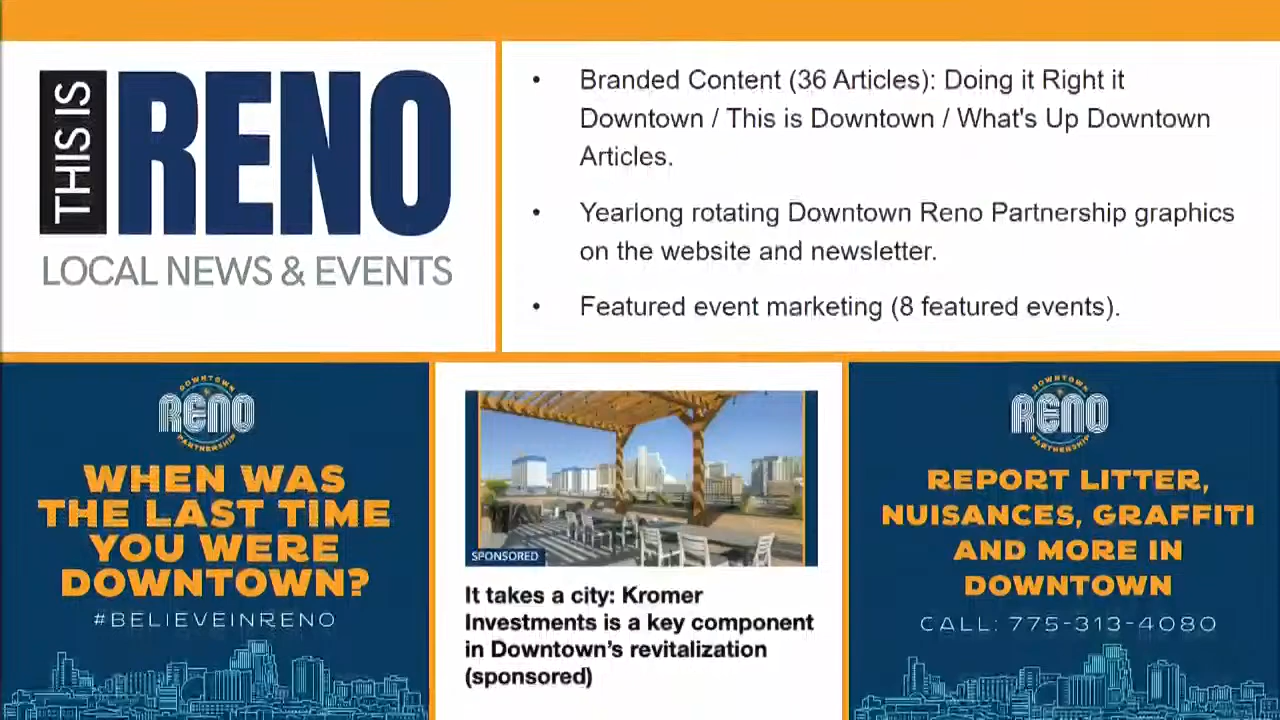 THIS IS
RENO
LOCAL NEWS & EVENTS
• Branded Content (36 Articles): Doing it Right it
Downtown / This is Downtown / What's Up Downtown
Articles.
• Yearlong rotating Downtown Reno Partnership graphics
on the website and newsletter.
• Featured event marketing (8 featured events).
DOWNTOWN
RENO
PARTNERSHIP
WHEN WAS
THE LAST TIME
YOU WERE
DOWNTOWN?
#BELIEVEINRENO
SPONSORED
It takes a city: Kromer
Investments is a key component
in Downtown's revitalization
(sponsored)
DOWNTOWN
RENO
PARTNERSHIP
REPORT LITTER,
NUISANCES, GRAFFITI
AND MORE IN
DOWNTOWN
CALL: 775-313-4080